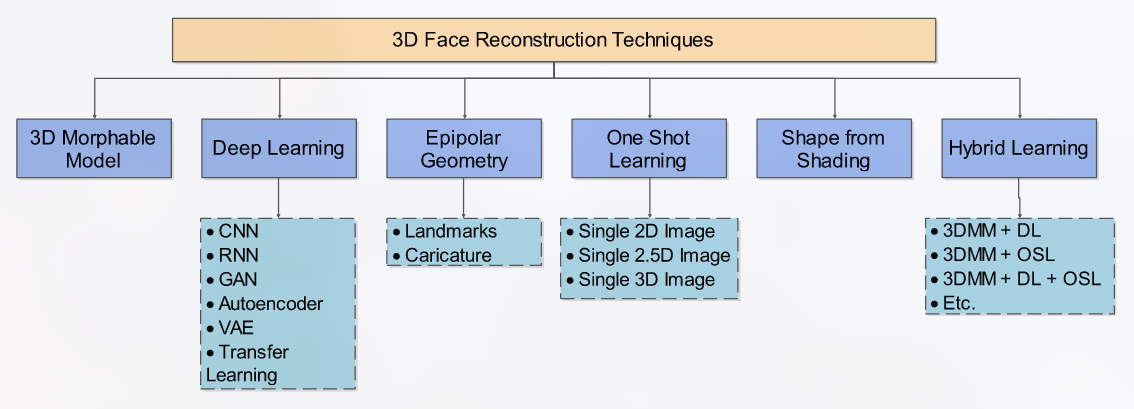 3D Face Reconstruction Techniques
3D Morphable
Model
Deep Learning
Epipolar
Geometry
One Shot
Learning
Shape from
Shading
Hybrid Learning
• CNN
• RNN
• GAN
• Autoencoder
• VAE
• Transfer
Learning
• Landmarks
• Caricature
• Single 2D Image
• Single 2.5D Image
• Single 3D Image
• 3DMM + DL
• 3DMM + OSL
• 3DMM + DL + OSL
• Etc.